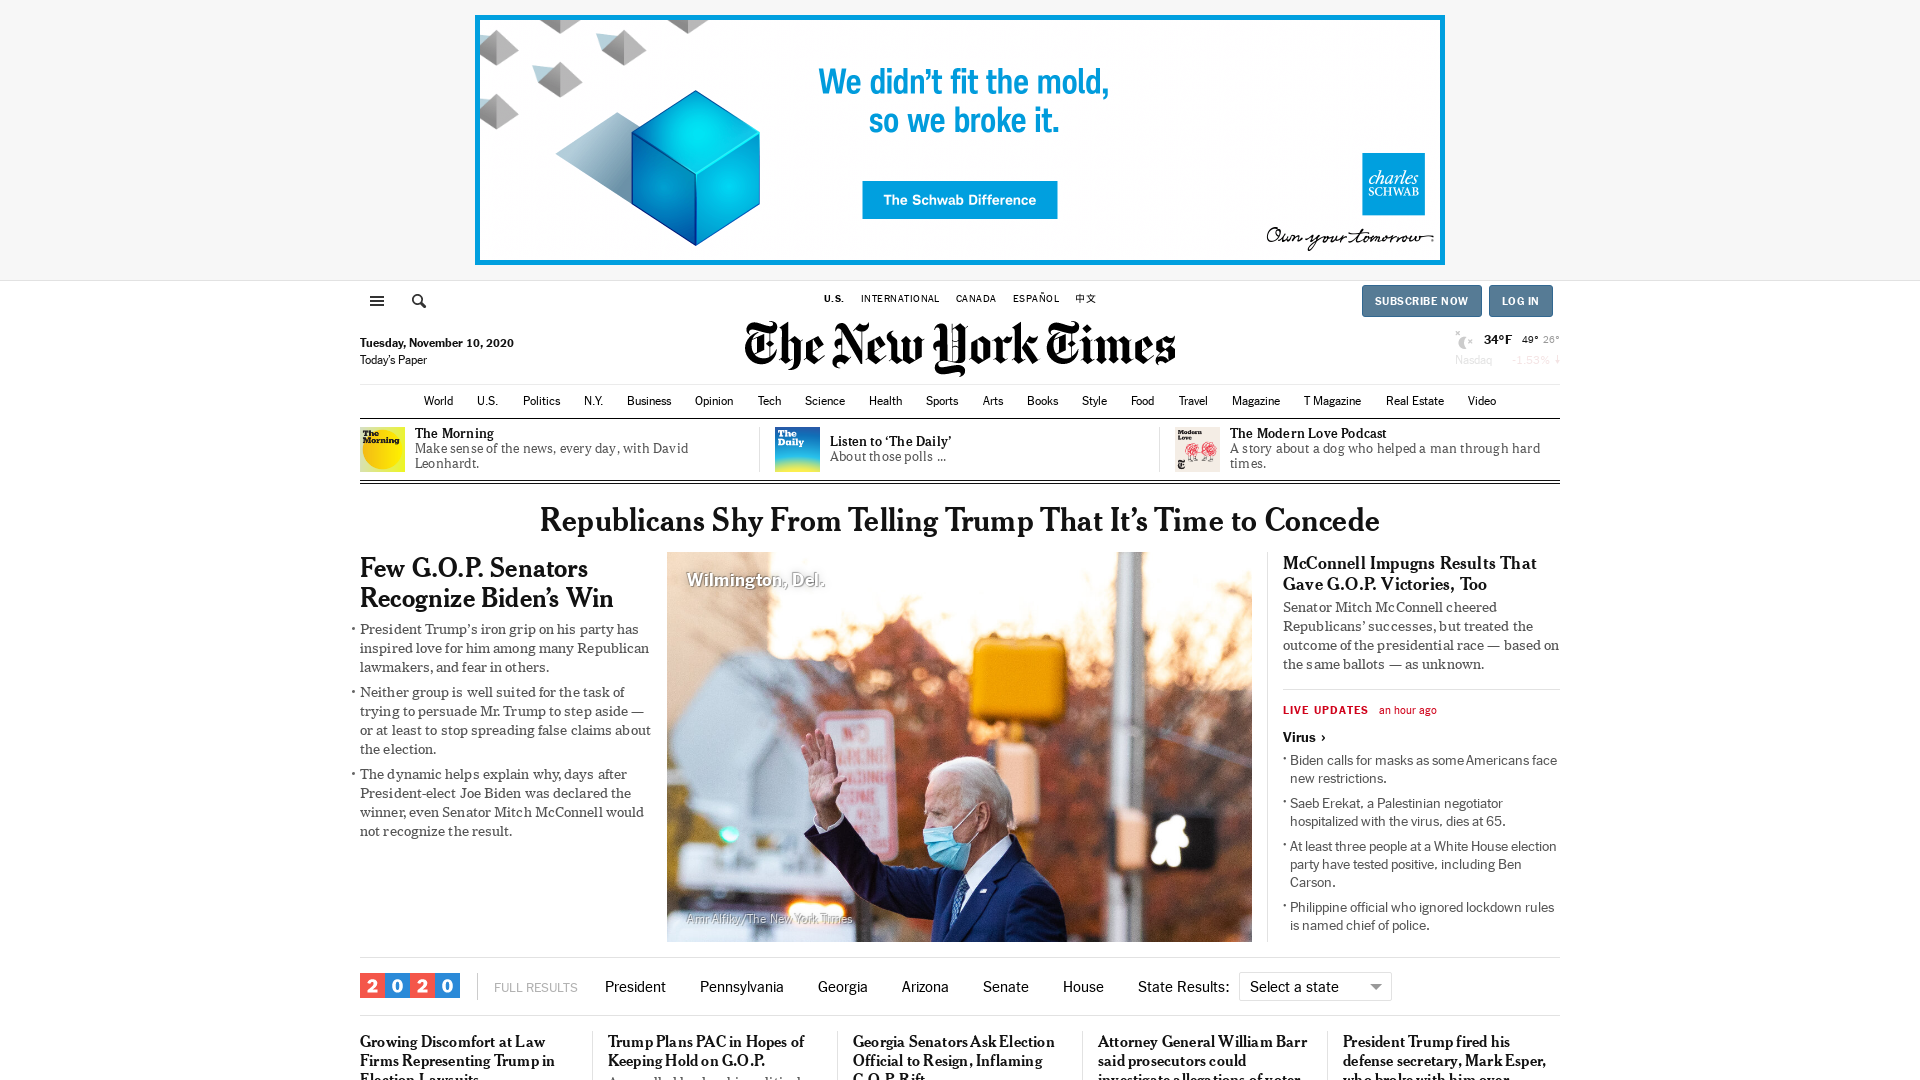 We didn't fit the mold,
so we broke it.
The Schwab Difference
charles
SCHWAB
Own your tomorrow.
U.S. INTERNATIONAL CANADA ESPAÑOL 中文
SUBSCRIBE NOW LOG IN
The New York Times
Tuesday, November 10, 2020
Today's Paper
34°F 49° 26°
Nasdaq -1.53% ↓
World U.S. Politics N.Y. Business Opinion Tech Science Health Sports Arts Books Style Food Travel Magazine T Magazine Real Estate Video
The
Morning
The Morning
Make sense of the news, every day, with David
Leonhardt.
The
Daily
Listen to ‘The Daily’
About those polls ...
Modern
Love
The Modern Love Podcast
A story about a dog who helped a man through hard
times.
Republicans Shy From Telling Trump That It’s Time to Concede
Few G.O.P. Senators
Recognize Biden’s Win
• President Trump’s iron grip on his party has
inspired love for him among many Republican
lawmakers, and fear in others.
• Neither group is well suited for the task of
trying to persuade Mr. Trump to step aside —
or at least to stop spreading false claims about
the election.
• The dynamic helps explain why, days after
President-elect Joe Biden was declared the
winner, even Senator Mitch McConnell would
not recognize the result.
Wilmington, Del.
Amr Alfiky/The New York Times
McConnell Impugns Results That
Gave G.O.P. Victories, Too
Senator Mitch McConnell cheered
Republicans’ successes, but treated the
outcome of the presidential race — based on
the same ballots — as unknown.
LIVE UPDATES an hour ago
Virus ›
• Biden calls for masks as some Americans face
new restrictions.
• Saeb Erekat, a Palestinian negotiator
hospitalized with the virus, dies at 65.
• At least three people at a White House election
party have tested positive, including Ben
Carson.
• Philippine official who ignored lockdown rules
is named chief of police.
2020 FULL RESULTS President Pennsylvania Georgia Arizona Senate House State Results: Select a state
Growing Discomfort at Law
Firms Representing Trump in
Election Lawsuits
Trump Plans PAC in Hopes of
Keeping Hold on G.O.P.
Georgia Senators Ask Election
Official to Resign, Inflaming
G.O.P. Rift
Attorney General William Barr
said prosecutors could
investigate allegations of voter
President Trump fired his
defense secretary, Mark Esper,
who broke with him over